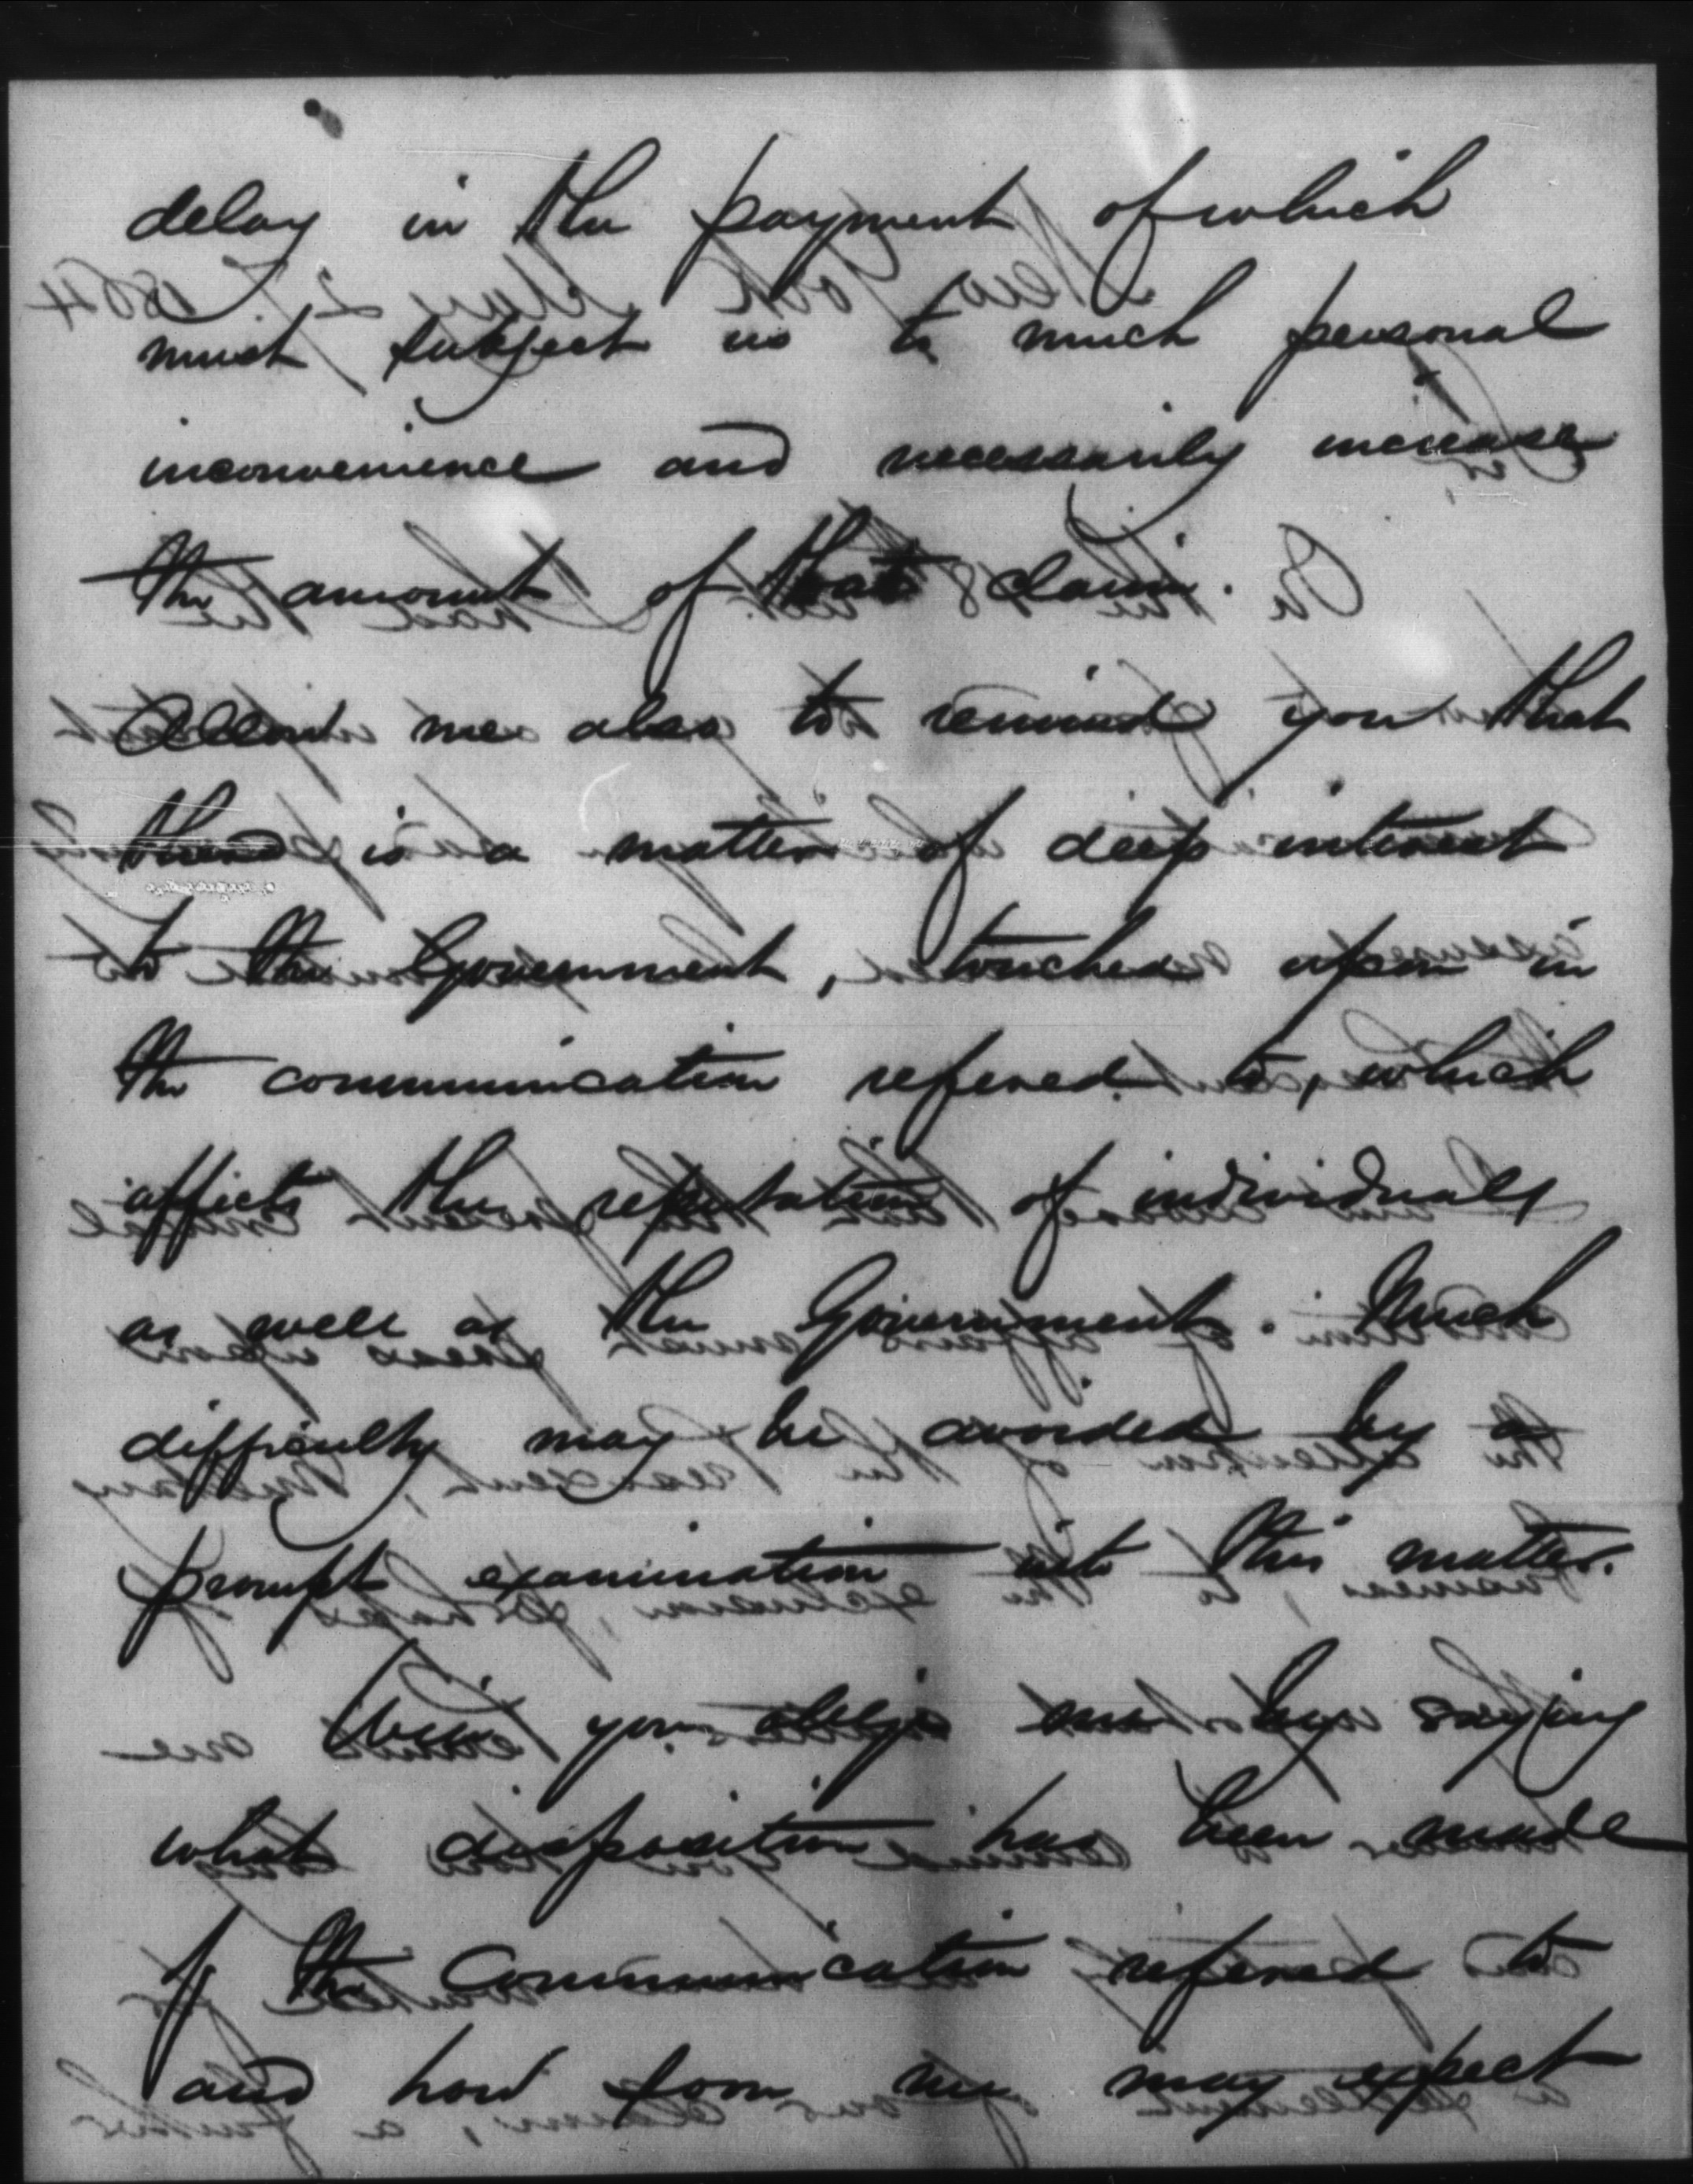 delay in the payment of which
must subject us to much personal
inconvenience and necessarily increase
the amount of that claim.
Allow me also to remind you that
there is a matter of deep interest
to the Government, touched upon in
the communication refered to, which
affects the reputation of individuals
as well as the Government. Much
difficulty may be avoided by a
prompt examination into this matter.
Will you oblige me by saying
what disposition has been made
of the Communication refered to
and how soon we may expect